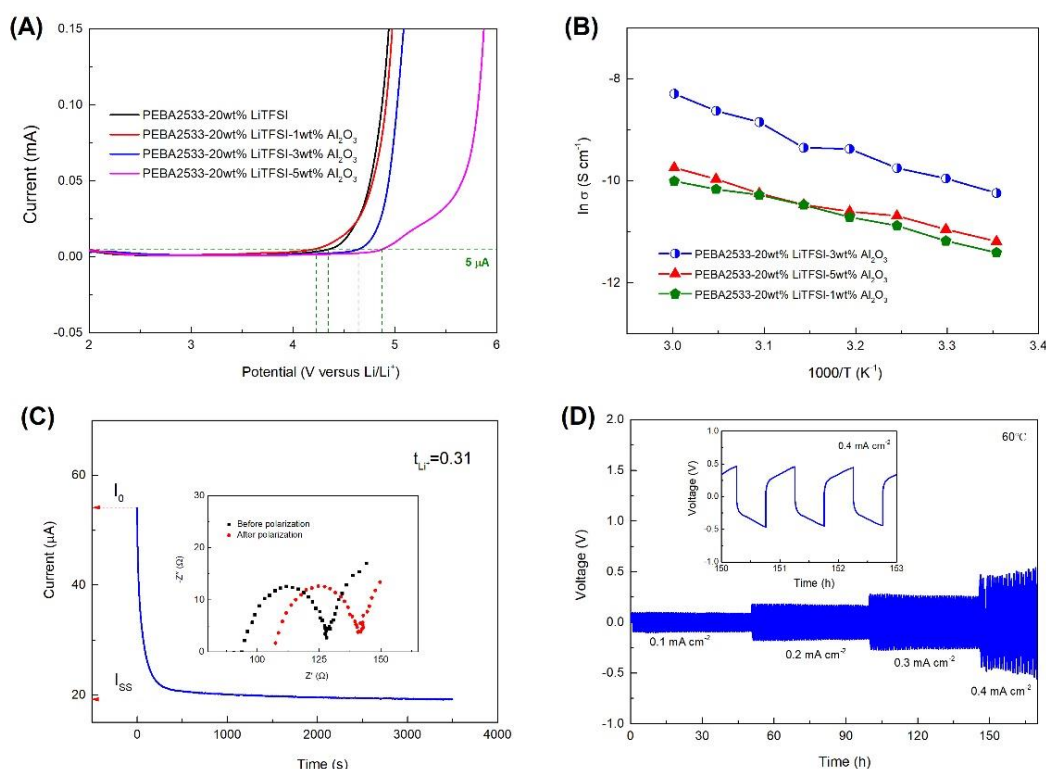 (A)
0.15
0.10
0.05
0.00
-0.05
Current (mA)
PEBA2533-20wt% LiTFSI
PEBA2533-20wt% LiTFSI-1wt% Al₂O₃
PEBA2533-20wt% LiTFSI-3wt% Al₂O₃
PEBA2533-20wt% LiTFSI-5wt% Al₂O₃
5 μA
2 3 4 5 6
Potential (V versus Li/Li⁺)
(B)
-8
-10
-12
ln σ (S cm⁻¹)
PEBA2533-20wt% LiTFSI-3wt% Al₂O₃
PEBA2533-20wt% LiTFSI-5wt% Al₂O₃
PEBA2533-20wt% LiTFSI-1wt% Al₂O₃
3.0 3.1 3.2 3.3 3.4
1000/T (K⁻¹)
(C)
60
40
20
Current (μA)
I₀
I_SS
t_Li⁺=0.31
30
20
10
0
-Z" (Ω)
Before polarization
After polarization
100 125 150
Z' (Ω)
0 1000 2000 3000 4000
Time (s)
(D)
2.0
1.5
1.0
0.5
0.0
-0.5
-1.0
Voltage (V)
60℃
1.0
0.5
0.0
-0.5
-1.0
Voltage (V)
0.4 mA cm⁻²
150 151 152 153
Time (h)
0.1 mA cm⁻²
0.2 mA cm⁻²
0.3 mA cm⁻²
0.4 mA cm⁻²
0 50 100 150
Time (h)